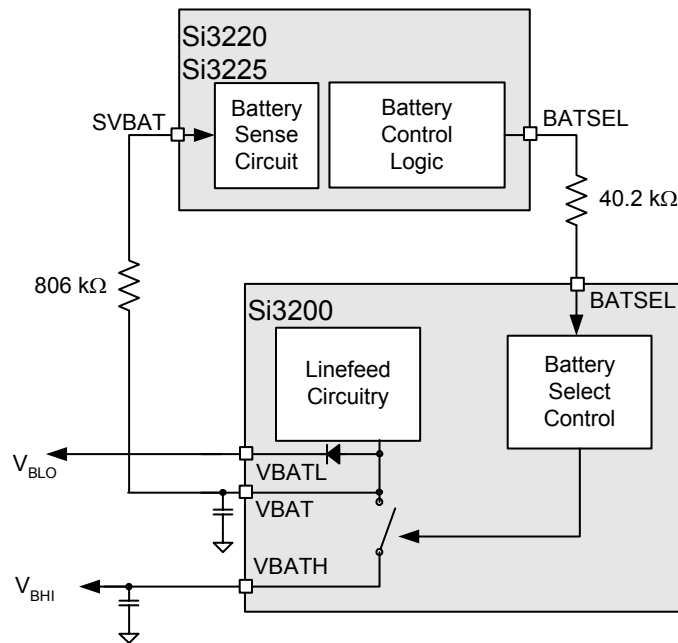 Si3220
Si3225
Battery
Sense
Circuit
Battery
Control
Logic
SVBAT
BATSEL
40.2 kΩ
806 kΩ
BATSEL
Si3200
Linefeed
Circuitry
Battery
Select
Control
VBLO
VBATL
VBAT
VBATH
VBHI